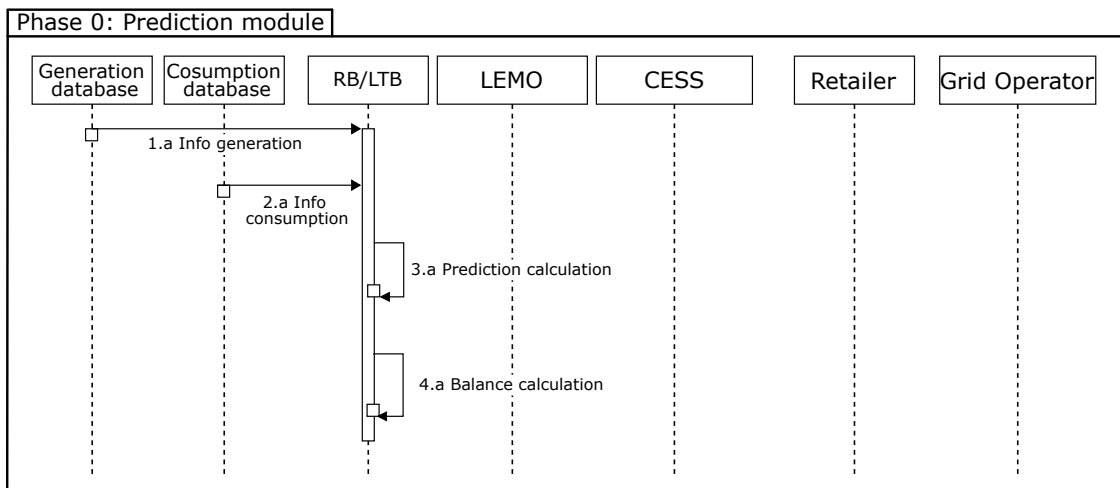 Phase 0: Prediction module
Generation
database
Cosumption
database
RB/LTB
LEMO
CESS
Retailer
Grid Operator
1.a Info generation
2.a Info
consumption
3.a Prediction calculation
4.a Balance calculation